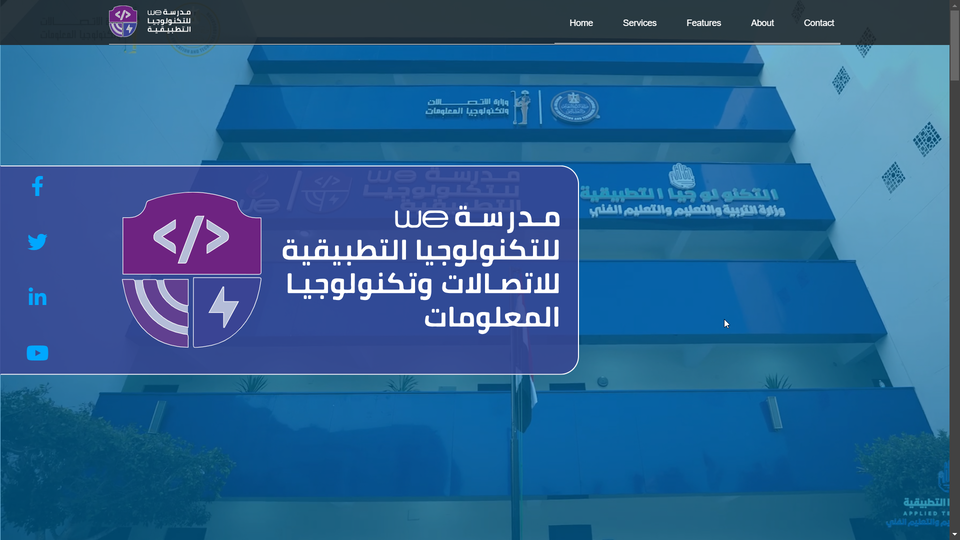 مدرسة we
للتكنولوجيا
التطبيقية
Home
Services
Features
About
Contact
وزارة الاتصالات
وتكنولوجيا المعلومات
التكنولوجيا التطبيقية
وزارة التربية والتعليم والتعليم الفني
مدرسة we
للتكنولوجيا التطبيقية
للاتصالات وتكنولوجيا
المعلومات